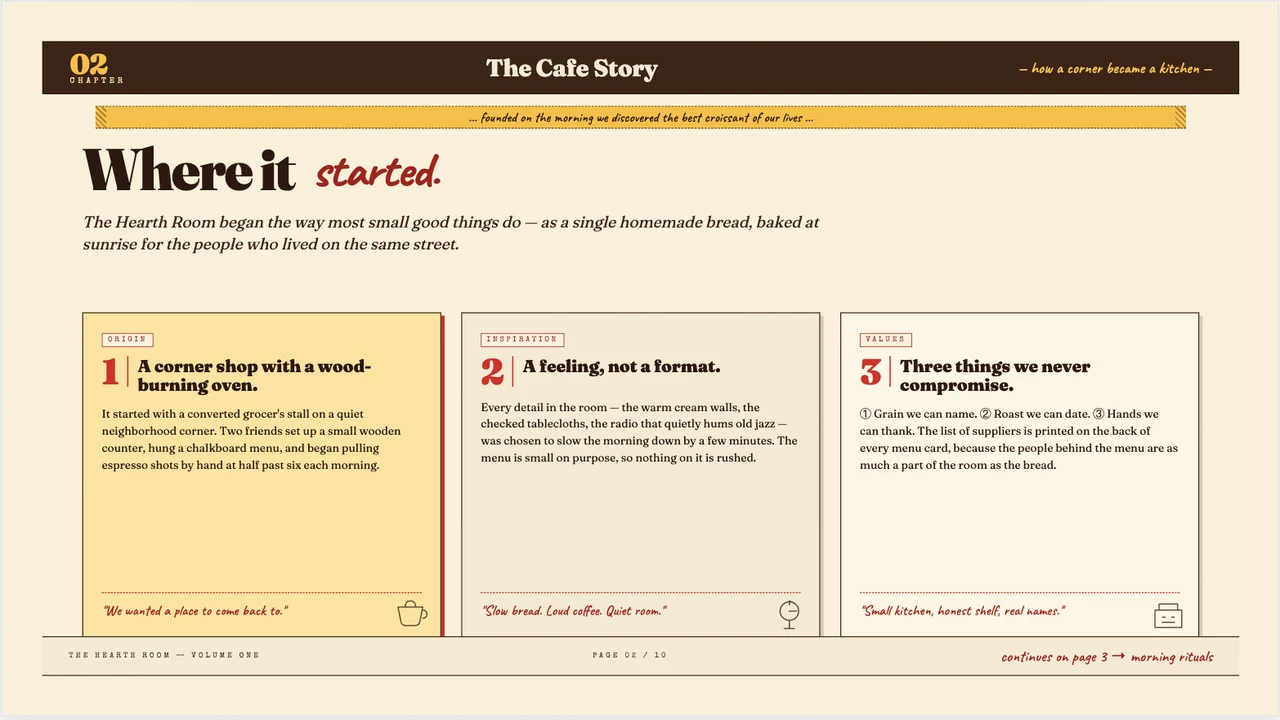 02
CHAPTER
The Cafe Story
— how a corner became a kitchen —
... founded on the morning we discovered the best croissant of our lives ...
Where it started.
The Hearth Room began the way most small good things do — as a single homemade bread, baked at
sunrise for the people who lived on the same street.
ORIGIN
1 A corner shop with a wood-
burning oven.
It started with a converted grocer's stall on a quiet
neighborhood corner. Two friends set up a small wooden
counter, hung a chalkboard menu, and began pulling
espresso shots by hand at half past six each morning.
"We wanted a place to come back to."
INSPIRATION
2 A feeling, not a format.
Every detail in the room — the warm cream walls, the
checked tablecloths, the radio that quietly hums old jazz —
was chosen to slow the morning down by a few minutes. The
menu is small on purpose, so nothing on it is rushed.
"Slow bread. Loud coffee. Quiet room."
VALUES
3 Three things we never
compromise.
① Grain we can name. ② Roast we can date. ③ Hands we
can thank. The list of suppliers is printed on the back of
every menu card, because the people behind the menu are as
much a part of the room as the bread.
"Small kitchen, honest shelf, real names."
THE HEARTH ROOM — VOLUME ONE
PAGE 02 / 10
continues on page 3 → morning rituals